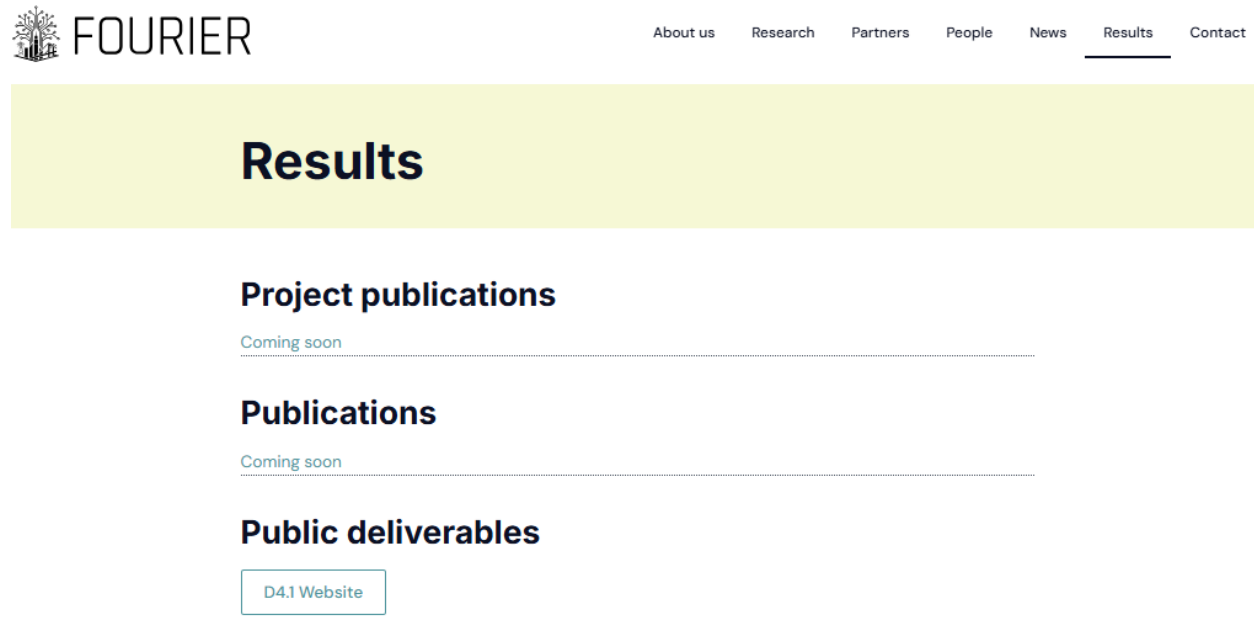 FOURIER
About us Research Partners People News Results Contact
Results
Project publications
Coming soon
Publications
Coming soon
Public deliverables
D4.1 Website